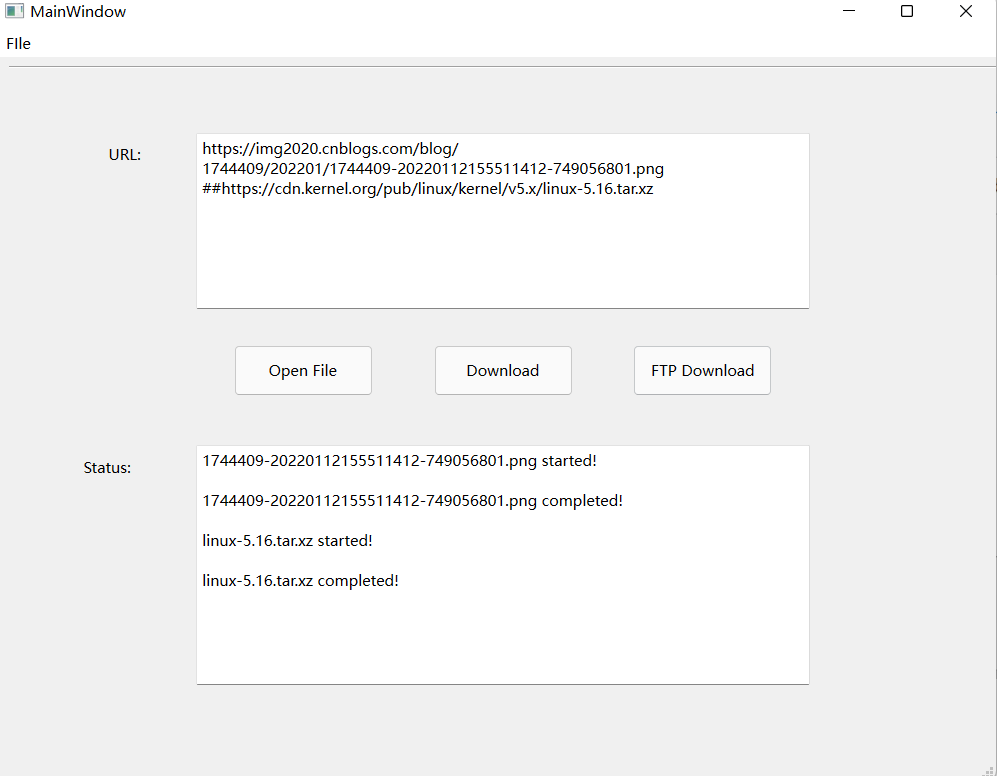 MainWindow
FIle
URL:
https://img2020.cnblogs.com/blog/
1744409/202201/1744409-20220112155511412-749056801.png
##https://cdn.kernel.org/pub/linux/kernel/v5.x/linux-5.16.tar.xz
Open File
Download
FTP Download
Status:
1744409-20220112155511412-749056801.png started!
1744409-20220112155511412-749056801.png completed!
linux-5.16.tar.xz started!
linux-5.16.tar.xz completed!